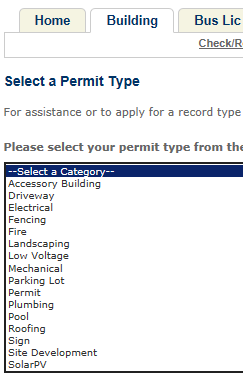 Home Building Bus Lic
Check/R
Select a Permit Type
For assistance or to apply for a record type
Please select your permit type from the
--Select a Category--
Accessory Building
Driveway
Electrical
Fencing
Fire
Landscaping
Low Voltage
Mechanical
Parking Lot
Permit
Plumbing
Pool
Roofing
Sign
Site Development
SolarPV